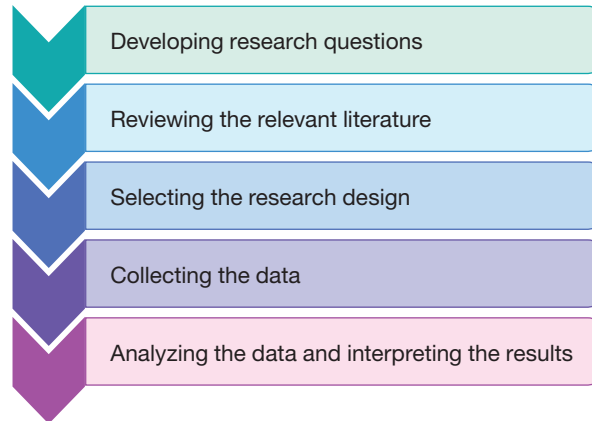 Developing research questions
Reviewing the relevant literature
Selecting the research design
Collecting the data
Analyzing the data and interpreting the results